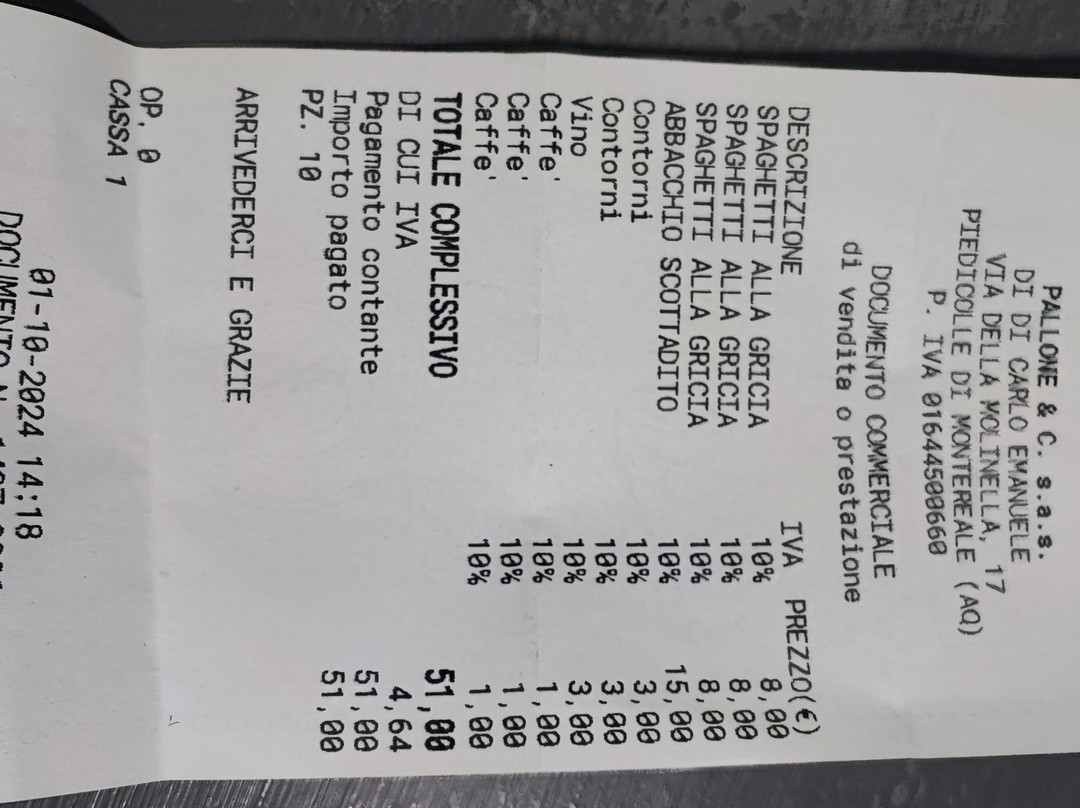 PALLONE & C. s.a.s.
DI DI CARLO EMANUELE
VIA DELLA MOLINELLA, 17
PIEDICOLLE DI MONTEREALE (AQ)
P. IVA 01644500660
DOCUMENTO COMMERCIALE
di vendita o prestazione
DESCRIZIONE IVA PREZZO(€)
SPAGHETTI ALLA GRICIA 10% 8,00
SPAGHETTI ALLA GRICIA 10% 8,00
SPAGHETTI ALLA GRICIA 10% 8,00
ABBACCHIO SCOTTADITO 10% 15,00
Contorni 10% 3,00
Contorni 10% 3,00
Vino 10% 3,00
Caffe' 10% 1,00
Caffe' 10% 1,00
Caffe' 10% 1,00
TOTALE COMPLESSIVO 51,00
DI CUI IVA 4,64
Pagamento contante 51,00
Importo pagato 51,00
PZ. 10
ARRIVEDERCI E GRAZIE
OP. 0
CASSA 1
01-10-2024 14:18
DOCUMENTO N.